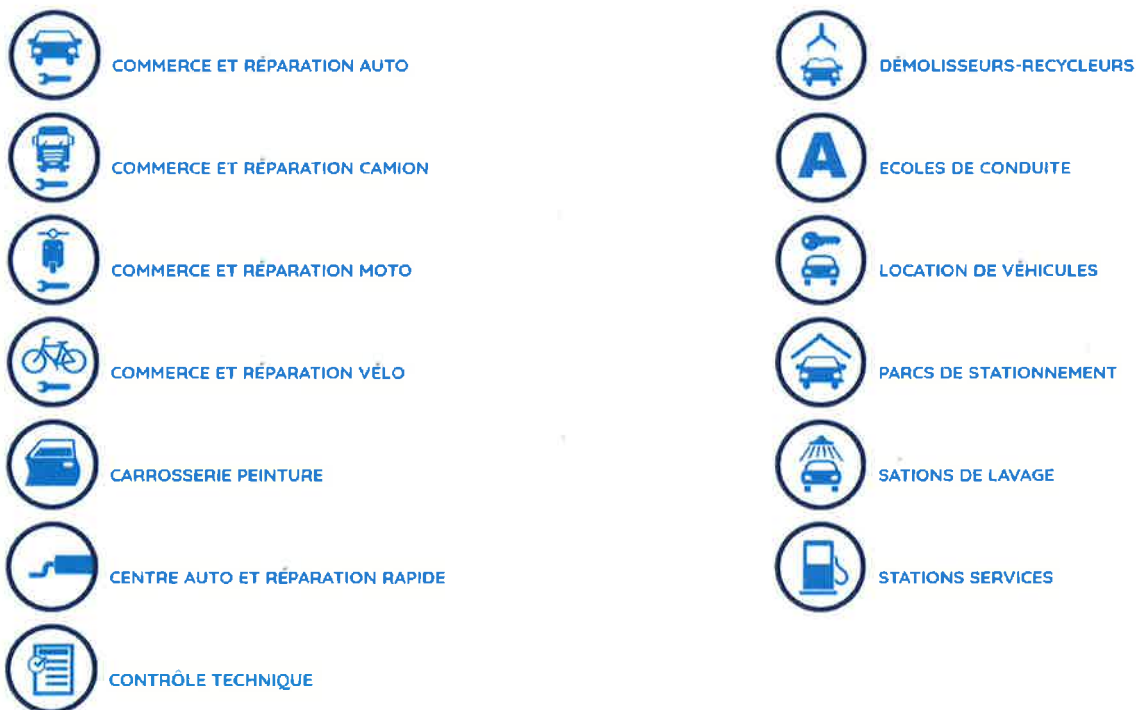 COMMERCE ET RÉPARATION AUTO
COMMERCE ET RÉPARATION CAMION
COMMERCE ET RÉPARATION MOTO
COMMERCE ET RÉPARATION VÉLO
CARROSSERIE PEINTURE
CENTRE AUTO ET RÉPARATION RAPIDE
CONTRÔLE TECHNIQUE
DÉMOLISSEURS-RECYCLEURS
A
ECOLES DE CONDUITE
LOCATION DE VÉHICULES
PARCS DE STATIONNEMENT
SATIONS DE LAVAGE
STATIONS SERVICES